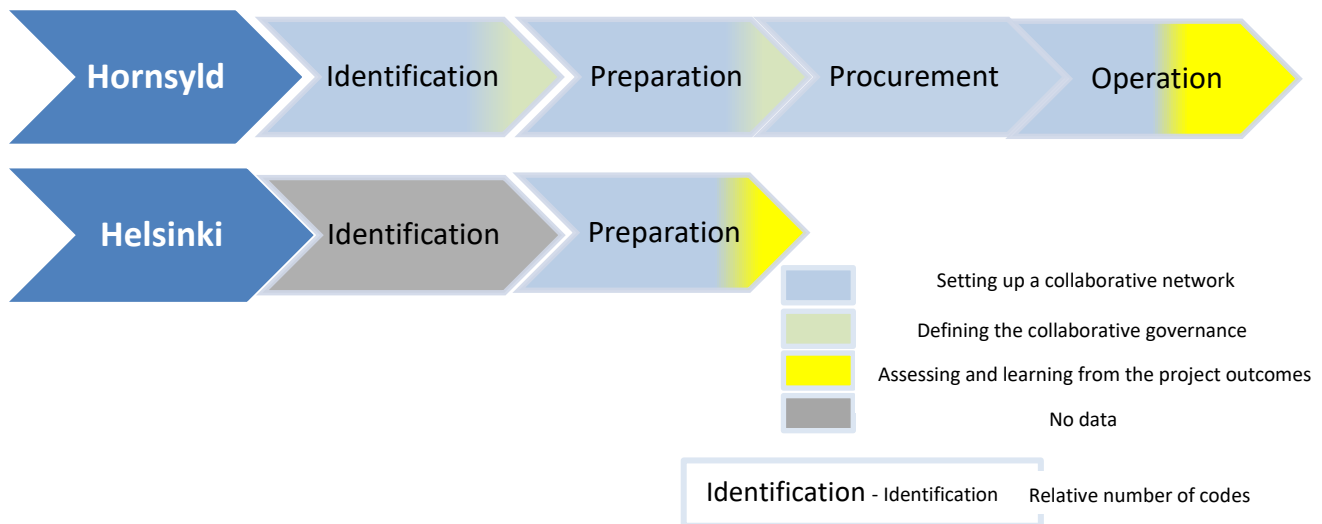 Hornsyld Identification Preparation Procurement Operation
Helsinki Identification Preparation
Setting up a collaborative network
Defining the collaborative governance
Assessing and learning from the project outcomes
No data
Identification - Identification Relative number of codes